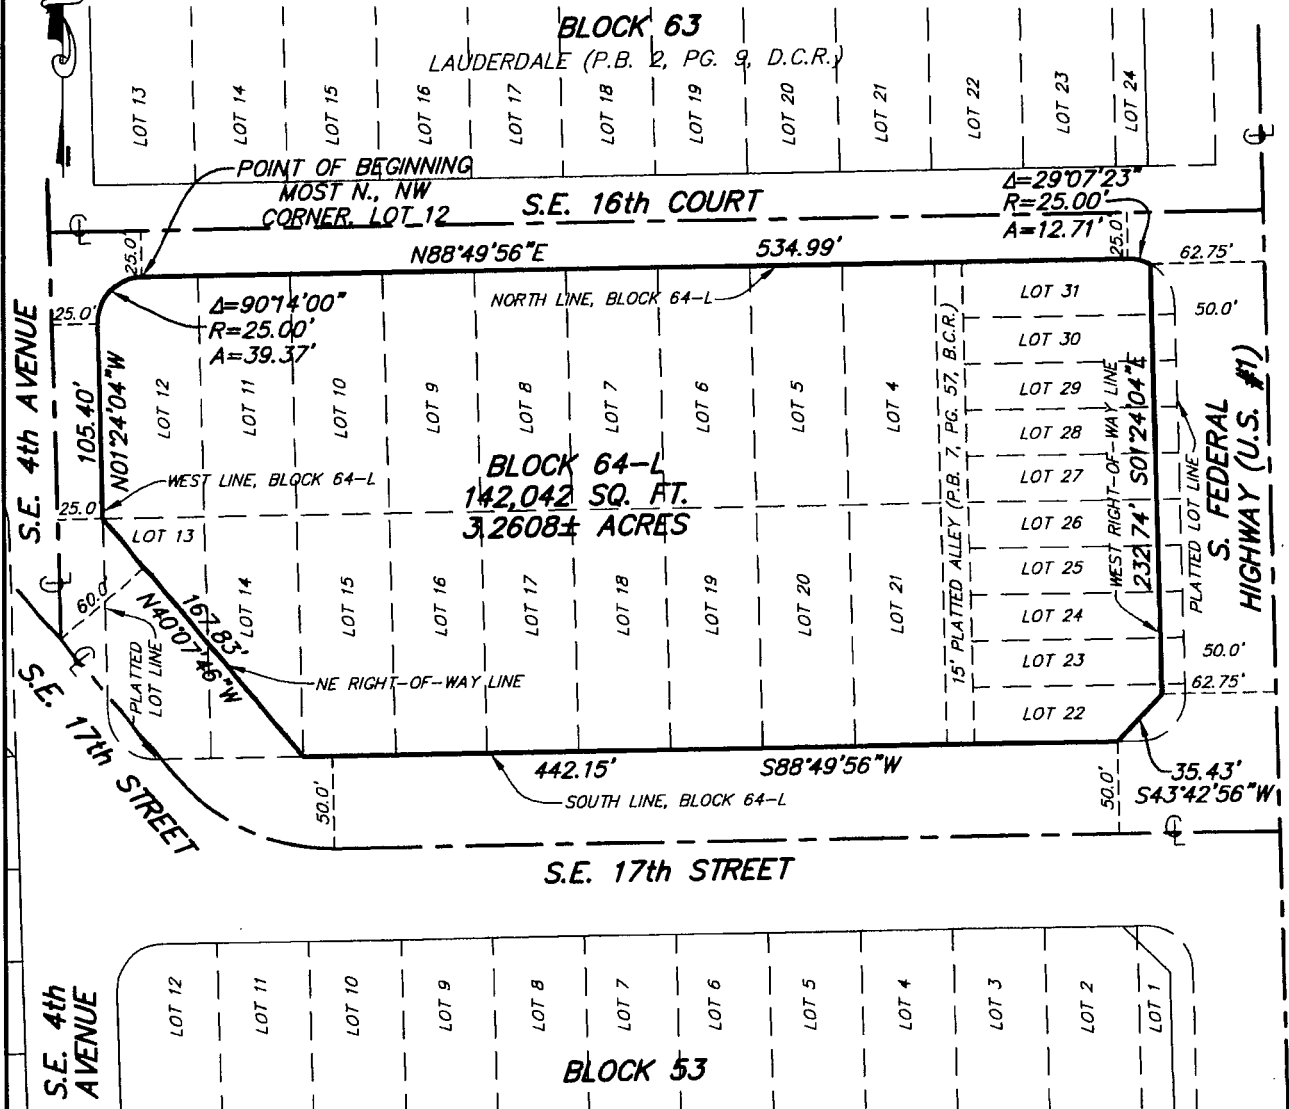 BLOCK 63
LAUDERDALE (P.B. 2, PG. 9, D.C.R.)
LOT 13
LOT 14
LOT 15
LOT 16
LOT 17
LOT 18
LOT 19
LOT 20
LOT 21
LOT 22
LOT 23
LOT 24
POINT OF BEGINNING
MOST N., NW
CORNER, LOT 12
S.E. 16th COURT
Δ=29°07'23"
R=25.00'
A=12.71'
25.0'
N88°49'56"E
534.99'
25.0'
62.75'
25.0'
Δ=90°14'00"
R=25.00'
A=39.37'
NORTH LINE, BLOCK 64-L
LOT 31
50.0'
LOT 30
LOT 29
LOT 28
LOT 27
LOT 26
LOT 25
LOT 24
LOT 23
LOT 22
S.E. 4th AVENUE
105.40'
N01°24'04"W
LOT 12
LOT 11
LOT 10
LOT 9
LOT 8
LOT 7
LOT 6
LOT 5
LOT 4
15' PLATTED ALLEY (P.B. 7, PG. 57, B.C.R.)
WEST RIGHT-OF-WAY LINE
232.74' S01°24'04"E
PLATTED LOT LINE
S. FEDERAL
HIGHWAY (U.S. #1)
WEST LINE, BLOCK 64-L
BLOCK 64-L
142,042 SQ. FT.
3.2608± ACRES
25.0'
LOT 13
LOT 14
LOT 15
LOT 16
LOT 17
LOT 18
LOT 19
LOT 20
LOT 21
60.0'
167.83'
N40°07'46"W
PLATTED
LOT LINE
NE RIGHT-OF-WAY LINE
50.0'
62.75'
S.E. 17th STREET
442.15'
S88°49'56"W
SOUTH LINE, BLOCK 64-L
50.0'
50.0'
35.43'
S43°42'56"W
S.E. 17th STREET
S.E. 4th
AVENUE
LOT 12
LOT 11
LOT 10
LOT 9
LOT 8
LOT 7
LOT 6
LOT 5
LOT 4
LOT 3
LOT 2
LOT 1
BLOCK 53